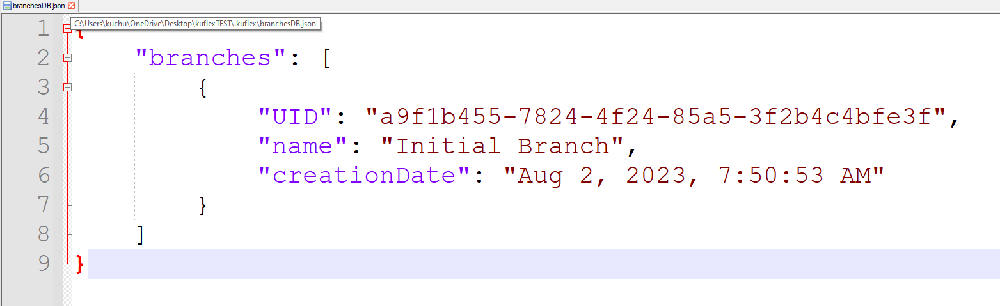 branchesDB.json
C:\Users\kuchu\OneDrive\Desktop\kuflexTEST\.kuflex\branchesDB.json
1 {
2 "branches": [
3 {
4 "UID": "a9f1b455-7824-4f24-85a5-3f2b4c4bfe3f",
5 "name": "Initial Branch",
6 "creationDate": "Aug 2, 2023, 7:50:53 AM"
7 }
8 ]
9 }